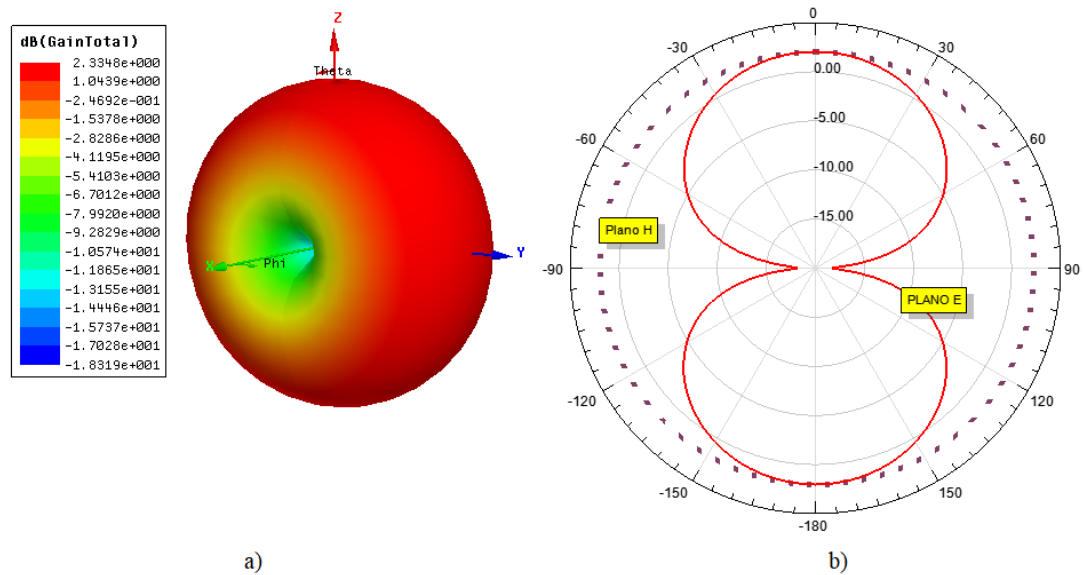 dB(GainTotal)
2.3348e+000
1.0439e+000
-2.4692e-001
-1.5378e+000
-2.8286e+000
-4.1195e+000
-5.4103e+000
-6.7012e+000
-7.9920e+000
-9.2829e+000
-1.0574e+001
-1.1865e+001
-1.3155e+001
-1.4446e+001
-1.5737e+001
-1.7028e+001
-1.8319e+001
Z
Theta
Y
X
Phi
a)
0
-30
30
0.00
-5.00
-60
60
-10.00
-15.00
Plano H
-90
90
PLANO E
-120
120
-150
150
-180
b)